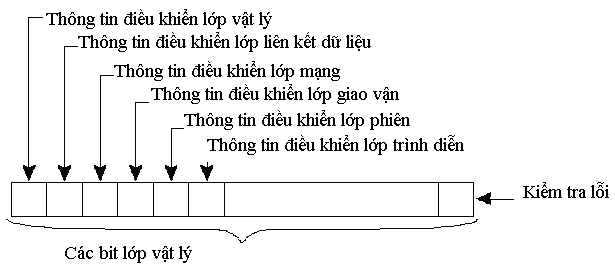 Thông tin điều khiển lớp vật lý
Thông tin điều khiển lớp liên kết dữ liệu
Thông tin điều khiển lớp mạng
Thông tin điều khiển lớp giao vận
Thông tin điều khiển lớp phiên
Thông tin điều khiển lớp trình diễn
Kiểm tra lỗi
Các bit lớp vật lý